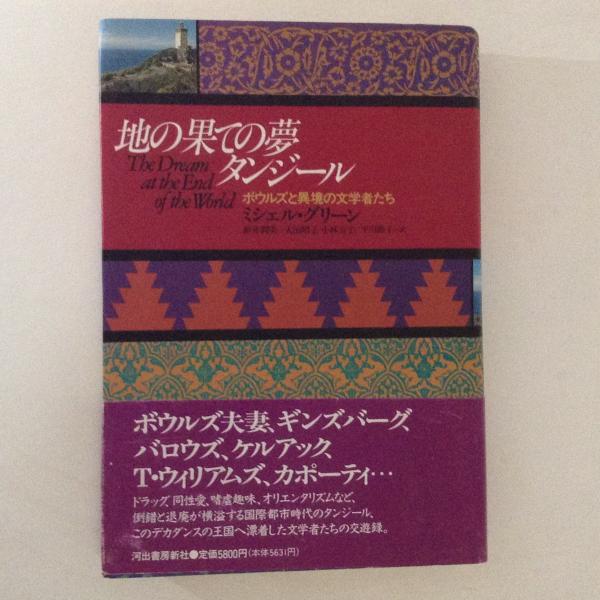 地の果ての夢
タンジール
The Dream
at the End
of the World
ボウルズと異境の文学者たち
ミシェル・グリーン
ボウルズ夫妻、ギンズバーグ、
バロウズ、ケルアック、
T・ウィリアムズ、カポーティ…
ドラッグ、同性愛、嗜虐趣味、オリエンタリズムなど、
倒錯と退廃が横溢する国際都市時代のタンジール、
このデカダンスの王国へ漂着した文学者たちの交遊録。
河出書房新社●定価5800円(本体5631円)